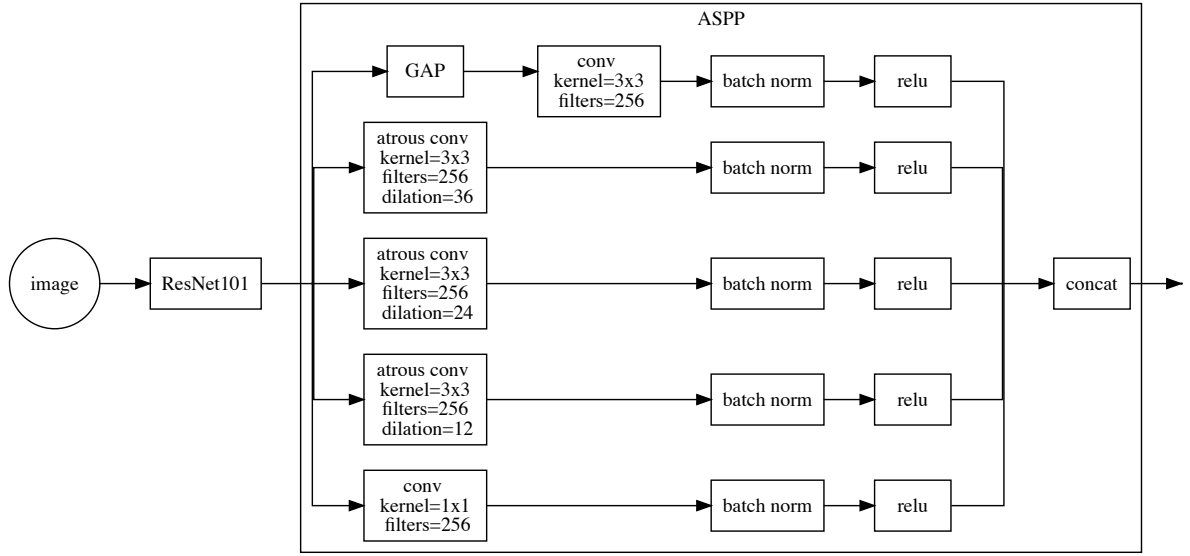 ASPP
GAP
conv
kernel=3x3
filters=256
batch norm
relu
atrous conv
kernel=3x3
filters=256
dilation=36
batch norm
relu
image
ResNet101
atrous conv
kernel=3x3
filters=256
dilation=24
batch norm
relu
concat
atrous conv
kernel=3x3
filters=256
dilation=12
batch norm
relu
conv
kernel=1x1
filters=256
batch norm
relu